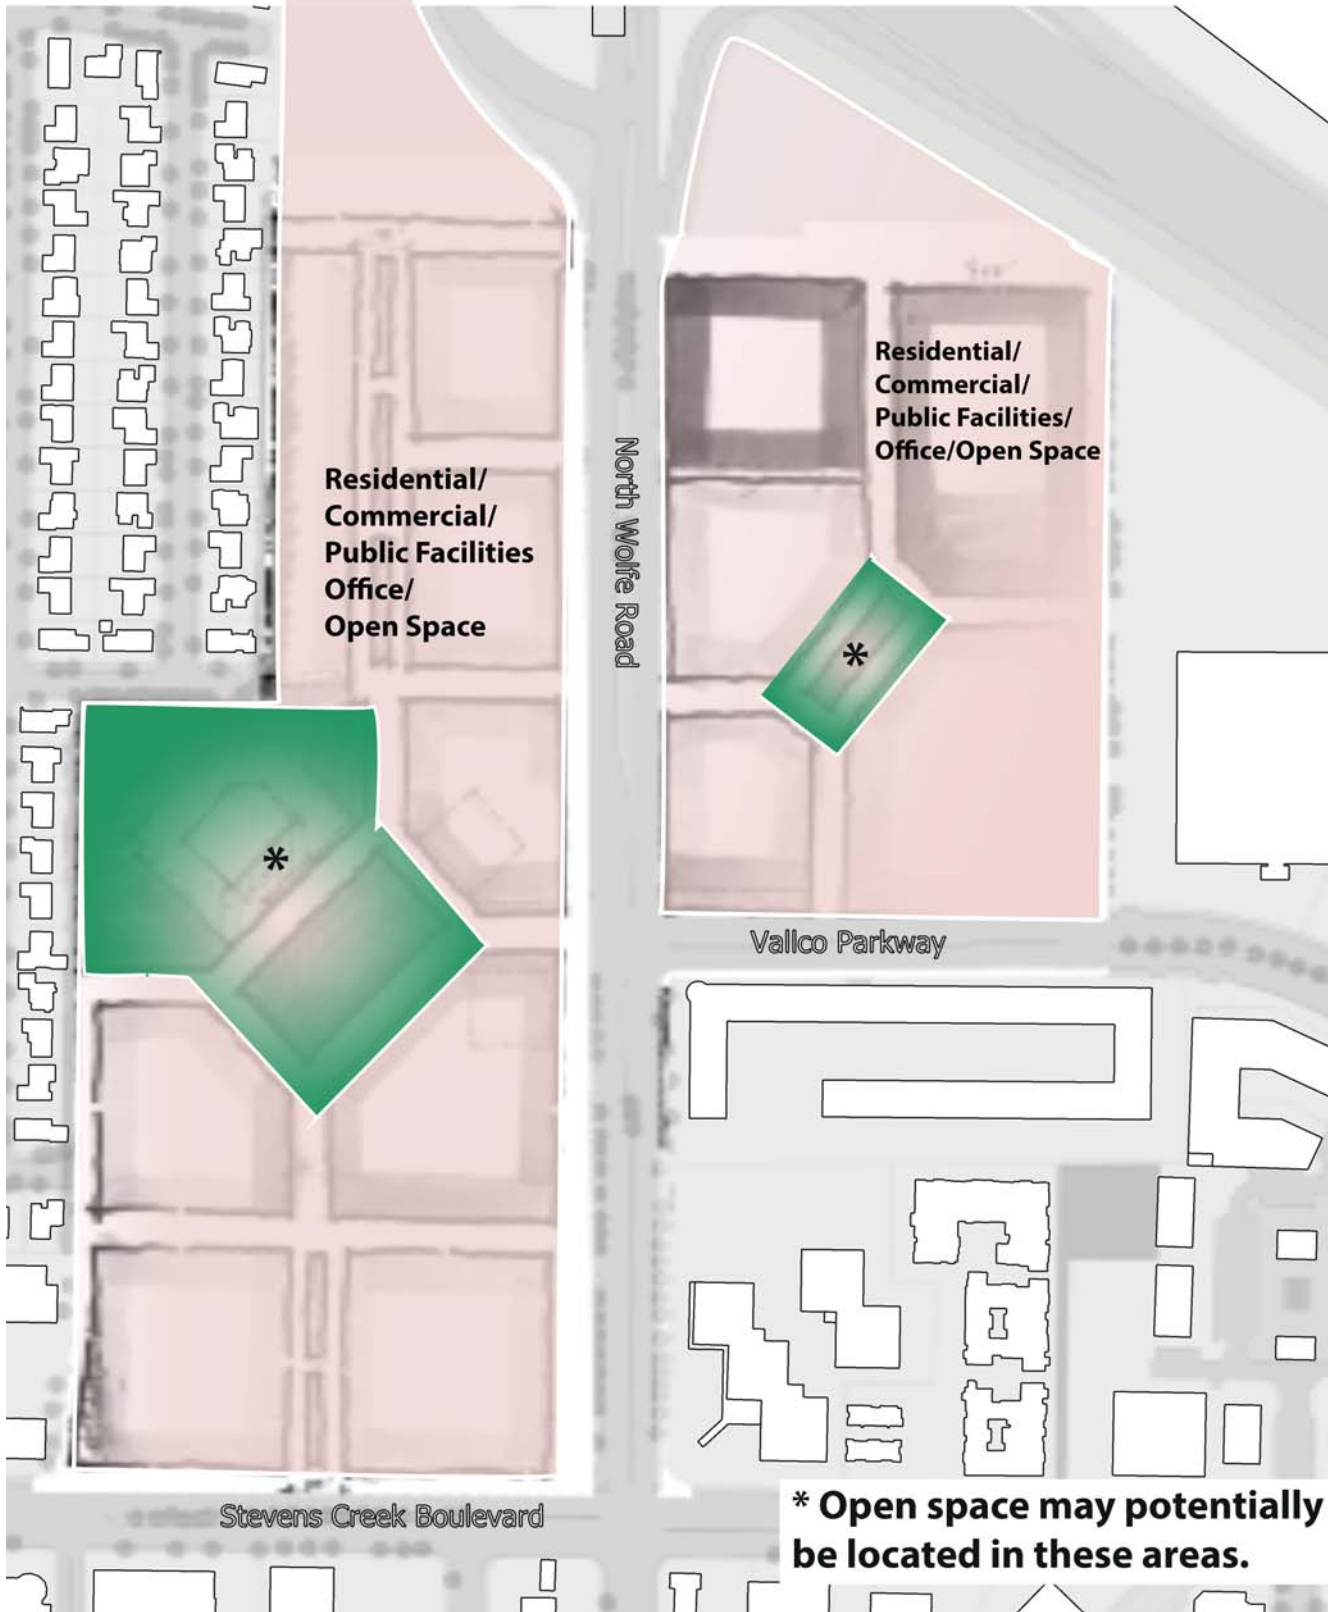 Residential/
Commercial/
Public Facilities/
Office/Open Space
Residential/
Commercial/
Public Facilities
Office/
Open Space
North Wolfe Road
*
*
Vallco Parkway
Stevens Creek Boulevard
* Open space may potentially
be located in these areas.